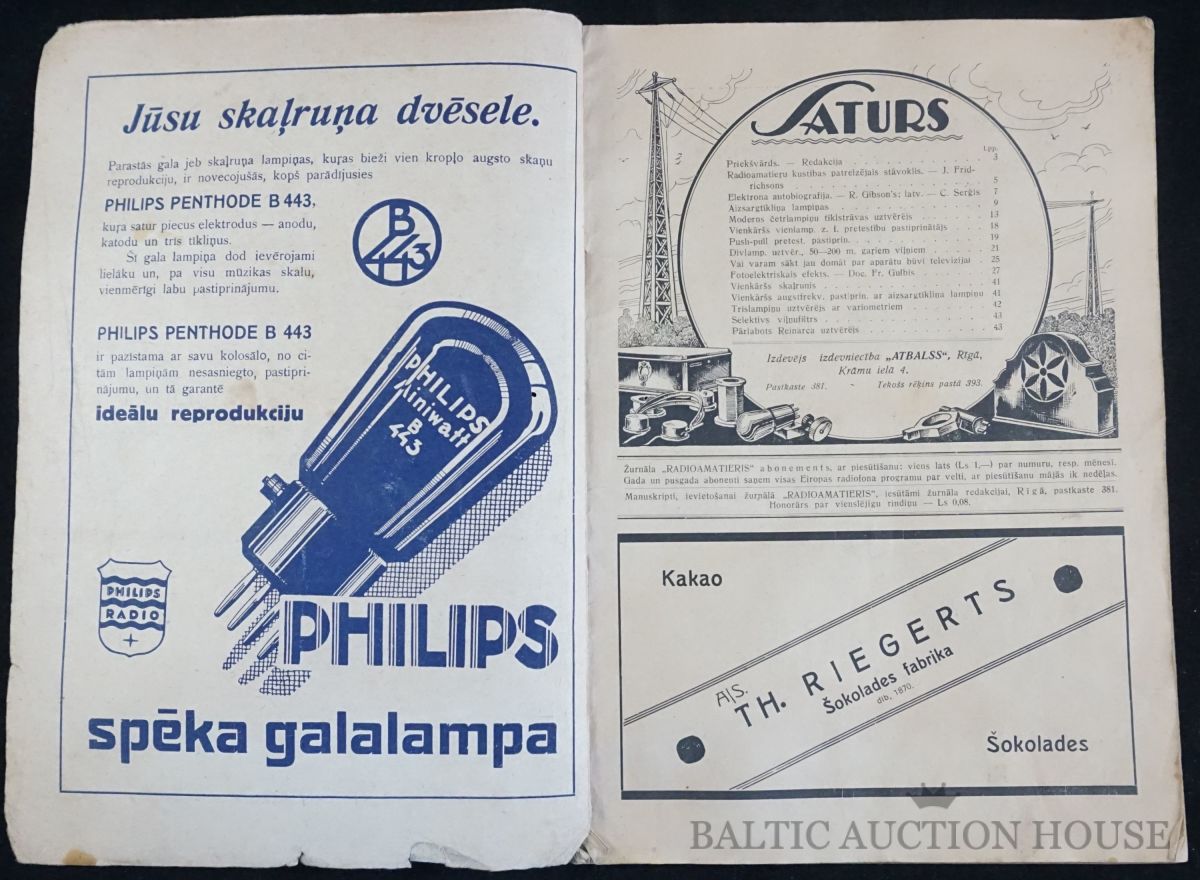 Jūsu skaļruņa dvēsele.
Parastās gala jeb skaļruņa lampiņas, kuŗas bieži vien kropļo augsto skaņu
reprodukciju, ir novecojušās, kopš parādījusies
PHILIPS PENTHODE B 443,
kuŗa satur piecus elektrodus — anodu,
katodu un trīs tīkliņus.
Šī gala lampiņa dod ievērojami
lielāku un, pa visu mūzikas skalu,
vienmērīgi labu pastiprinājumu.
B
443
PHILIPS PENTHODE B 443
ir pazīstama ar savu kolosālo, no ci-
tām lampiņām nesasniegto, pastipri-
nājumu, un tā garantē
ideālu reprodukciju
PHILIPS
Miniwatt
B
443
PHILIPS
RADIO
PHILIPS
spēka galalampa
SATURS
Lpp.
Priekšvārds. — Redakcija 3
Radioamatieŗu kustības patreizējais stāvoklis. — J. Frid-
richsons 5
Elektrona autobiografija. — R. Gibson's; latv. — C. Serģis 7
Aizsargtīkliņa lampiņas 9
Moderns četrlampiņu tīklstrāvas uztvērējs 13
Vienkāršs vienlamp. z. f. pretestību pastiprinātājs 18
Push-pull pretest. pastiprin. 19
Divlamp. uztvēr., 50—200 m. gaŗiem viļņiem 21
Vai varam sākt jau domāt par aparātu būvi televīzijai 25
Fotoelektriskais efekts. — Doc. Fr. Gulbis 27
Vienkāršs skaļrunis 41
Vienkāršs augstfrekv. pastiprin. ar aizsargtīkliņa lampiņu 41
Trīslampiņu uztvērējs ar variometriem 42
Selektīvs viļņufiltrs 43
Pārlabots Reinarca uztvērējs 43
Izdevējs izdevniecība „ATBALSS“, Rīgā,
Krāmu ielā 4.
Pastkaste 381. Tekošs rēķins pastā 393.
Žurnāla „RADIOAMATIERIS“ abonements, ar piesūtīšanu: viens lats (Ls 1.—) par numuru, resp. mēnesi.
Gada un pusgada abonenti saņem visas Eiropas radiofona programu par velti, ar piesūtīšanu mājās ik nedēļas.
Manuskripti, ievietošanai žurnālā „RADIOAMATIERIS“, iesūtāmi žurnāla redakcijai, Rīgā, pastkaste 381.
Honorārs par vienslējīgu rindiņu — Ls 0,08.
Kakao
A|S.
TH. RIEGERTS
Šokolades fabrika
dib. 1870.
Šokolades
BALTIC AUCTION HOUSE